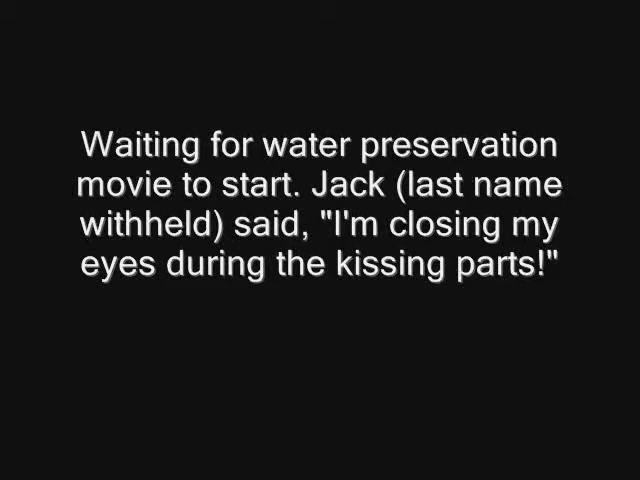 Waiting for water preservation
movie to start. Jack (last name
withheld) said, "I'm closing my
eyes during the kissing parts!"